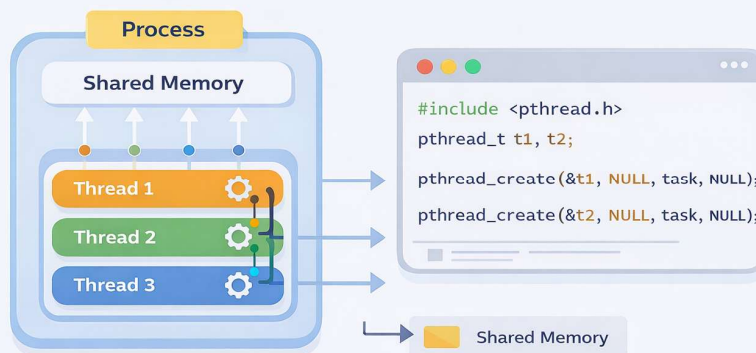 Process
Shared Memory
Thread 1
Thread 2
Thread 3
#include <pthread.h>
pthread_t t1, t2;
pthread_create(&t1, NULL, task, NULL);
pthread_create(&t2, NULL, task, NULL);
Shared Memory